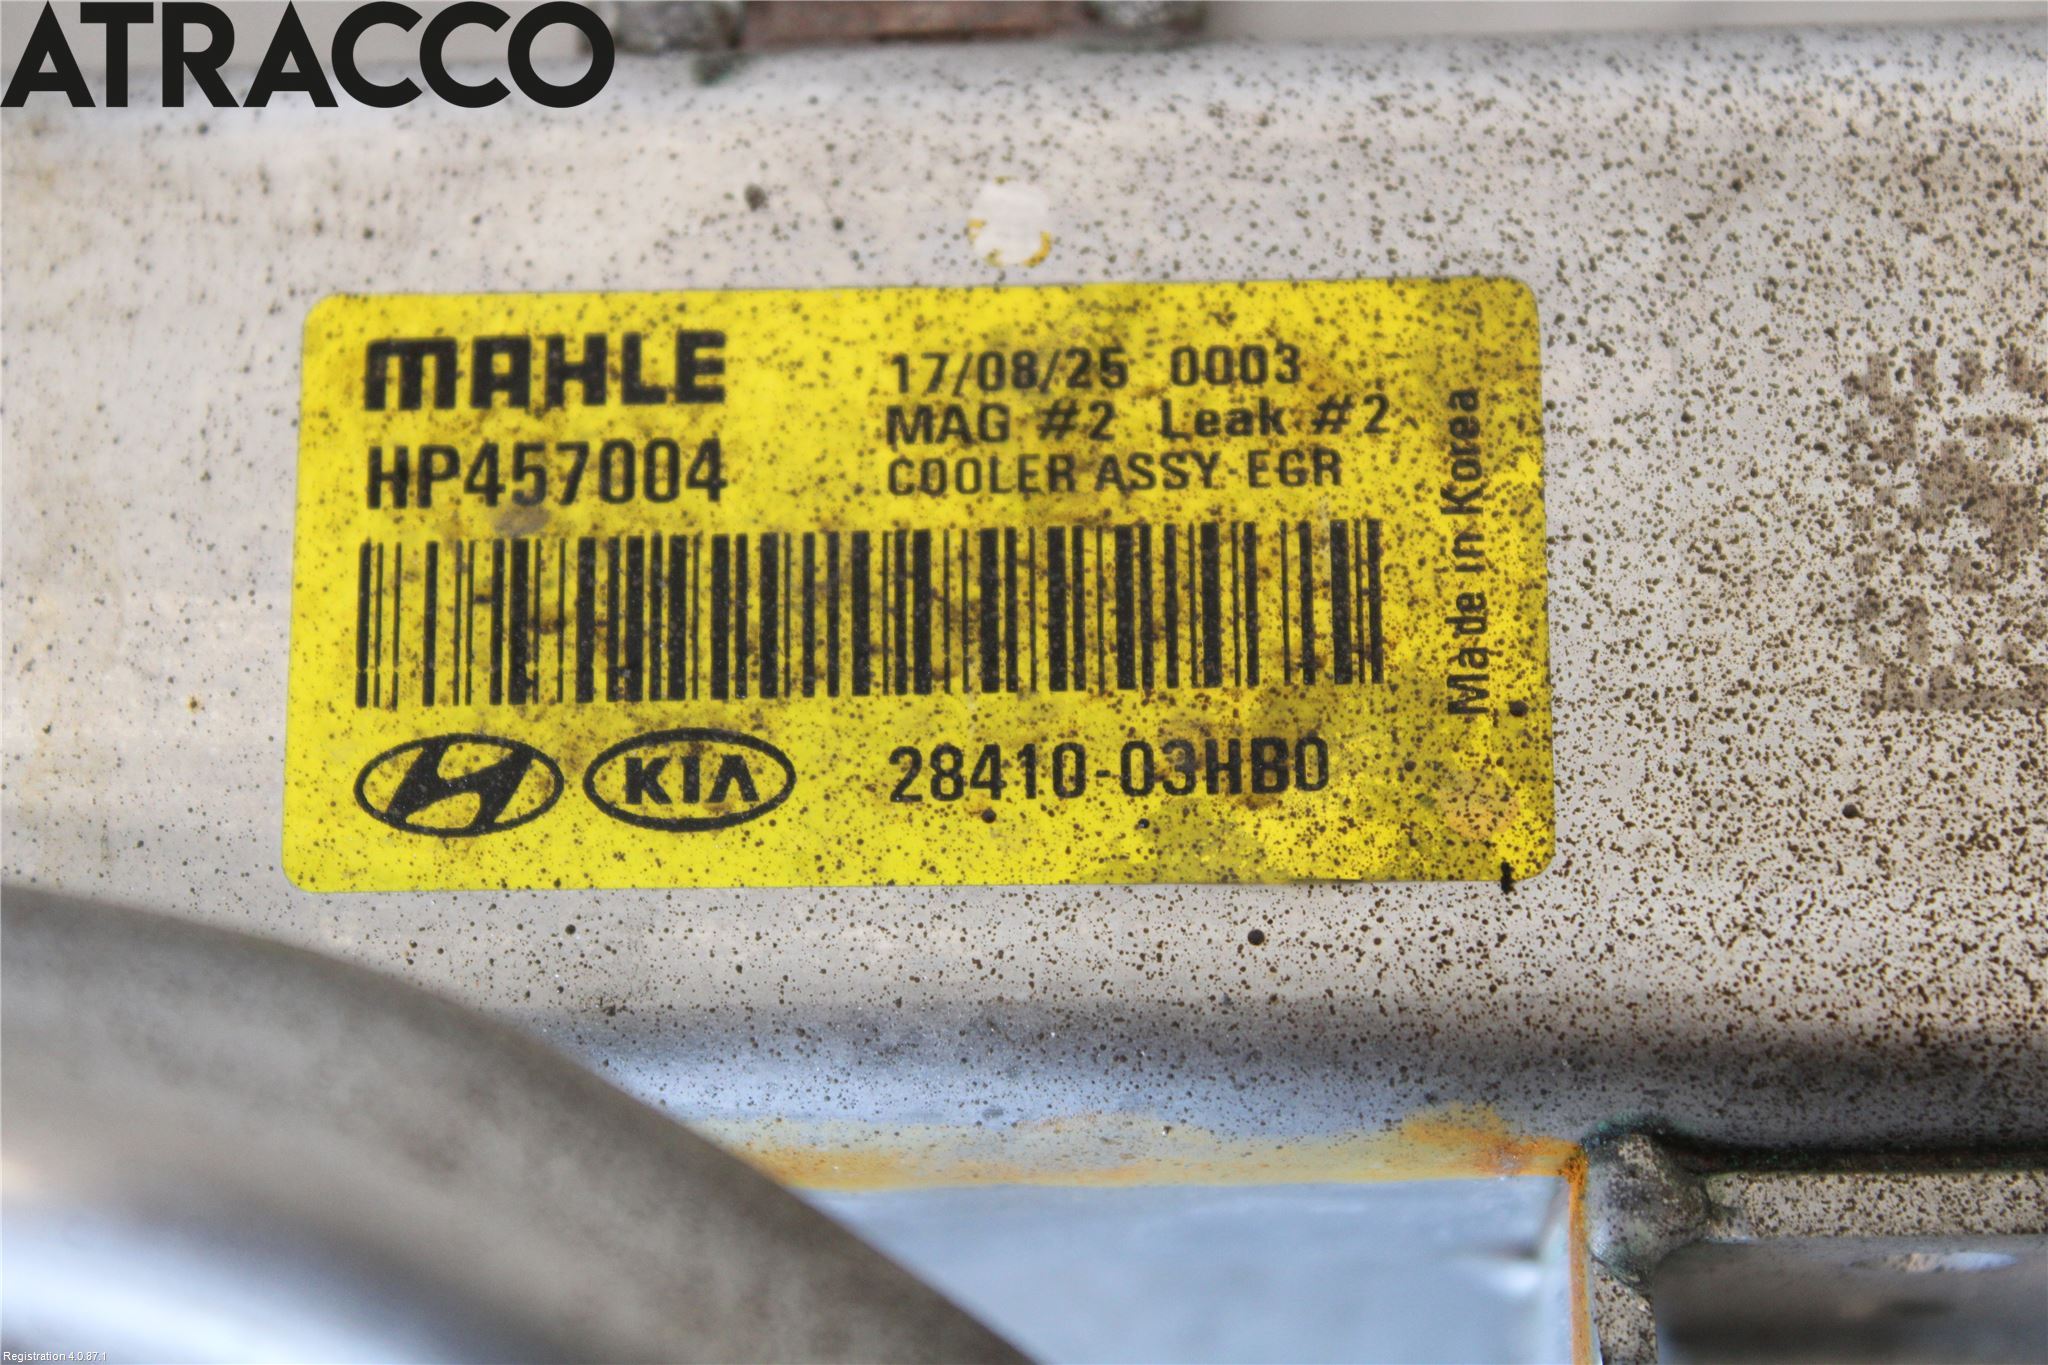 ATRACCO
MAHLE
17/08/25 0003
MAG #2 Leak #2
HP457004
COOLER ASSY-EGR
Made in Korea
KIA
28410-03HB0
Registration 4.0.87.1